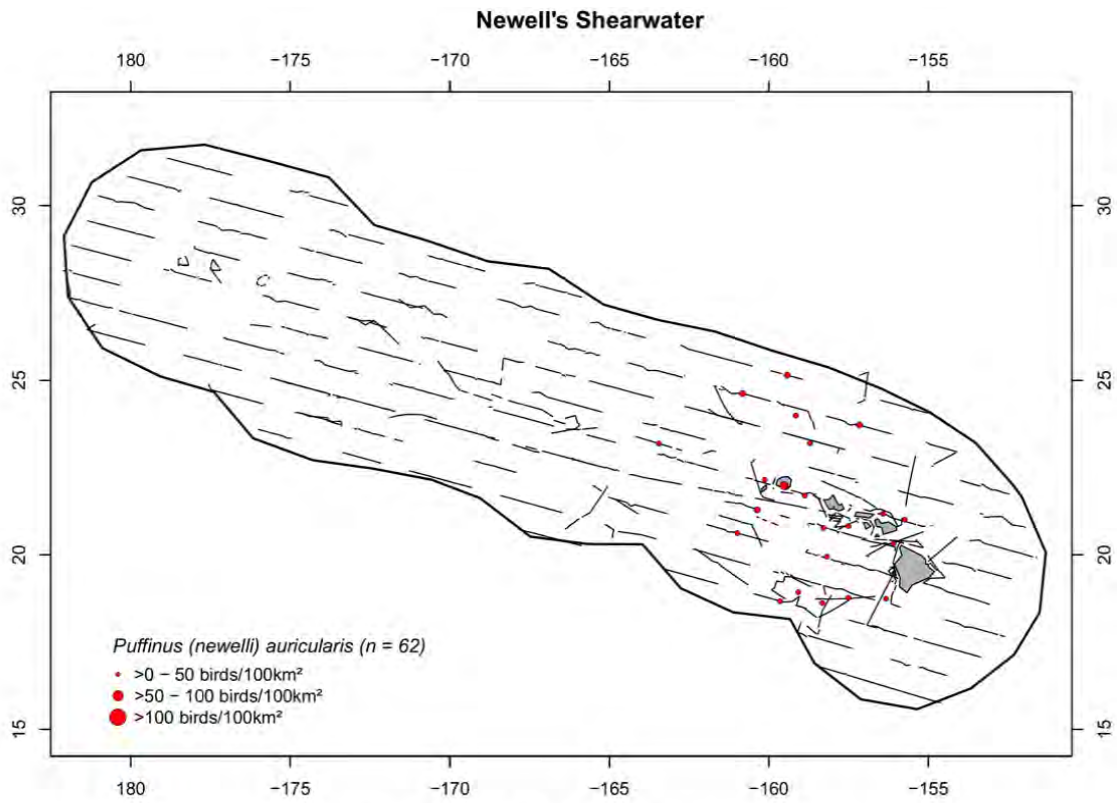 Newell's Shearwater
180 −175 −170 −165 −160 −155
30 30
25 25
20 20
15 15
Puffinus (newelli) auricularis (n = 62)
>0 − 50 birds/100km²
>50 − 100 birds/100km²
>100 birds/100km²
180 −175 −170 −165 −160 −155